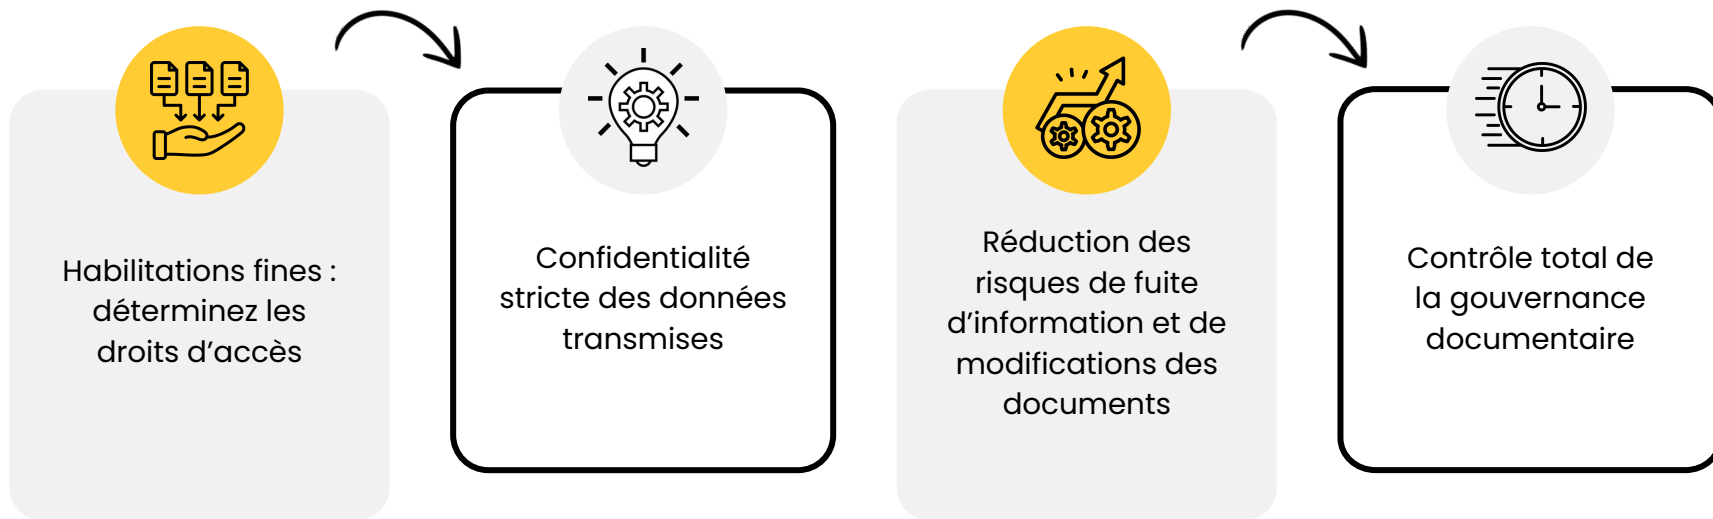 Habilitations fines :
déterminez les
droits d’accès
Confidentialité
stricte des données
transmises
Réduction des
risques de fuite
d’information et de
modifications des
documents
Contrôle total de
la gouvernance
documentaire